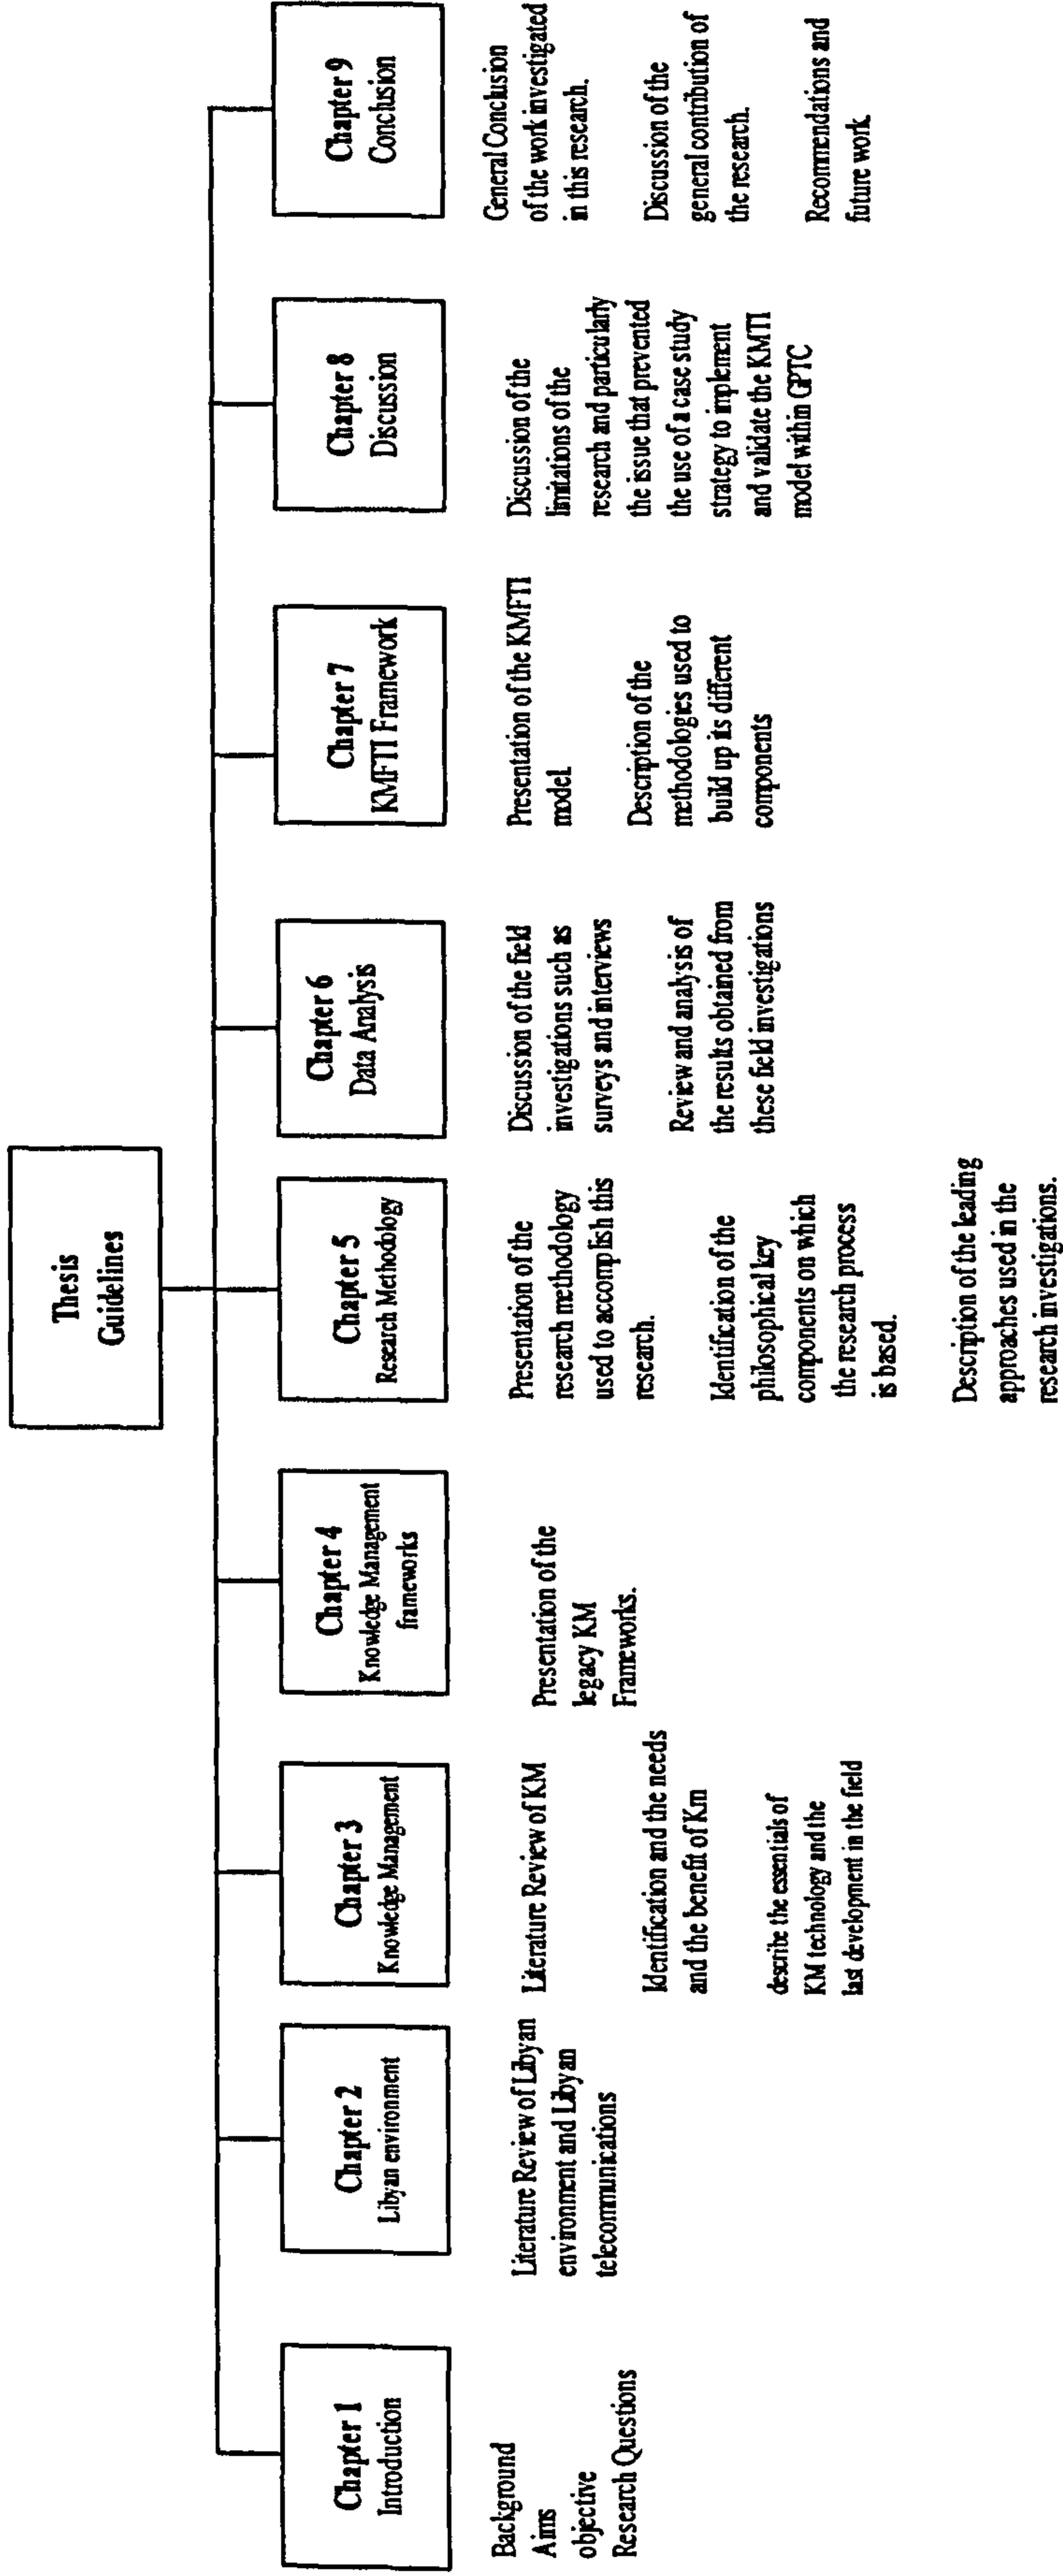 Thesis
Guidelines
Chapter 1
Introduction
Background
Aims
objective
Research Questions
Chapter 2
Libyan environment
Literature Review of Libyan
environment and Libyan
telecommunications
Chapter 3
Knowledge Management
Literature Review of KM
Identification and the needs
and the benefit of Km
describe the essentials of
KM technology and the
last development in the field
Chapter 4
Knowledge Management
frameworks
Presentation of the
legacy KM
Frameworks.
Chapter 5
Research Methodology
Presentation of the
research methodology
used to accomplish this
research.
Identification of the
philosophical key
components on which
the research process
is based.
Description of the leading
approaches used in the
research investigations.
Chapter 6
Data Analysis
Discussion of the field
investigations such as
surveys and interviews
Review and analysis of
the results obtained from
these field investigations
Chapter 7
KMFTI Framework
Presentation of the KMFTI
model.
Description of the
methodologies used to
build up its different
components
Chapter 8
Discussion
Discussion of the
limitations of the
research and particularly
the issue that prevented
the use of a case study
strategy to implement
and validate the KMTI
model within GPTC
Chapter 9
Conclusion
General Conclusion
of the work investigated
in this research.
Discussion of the
general contribution of
the research.
Recommendations and
future work